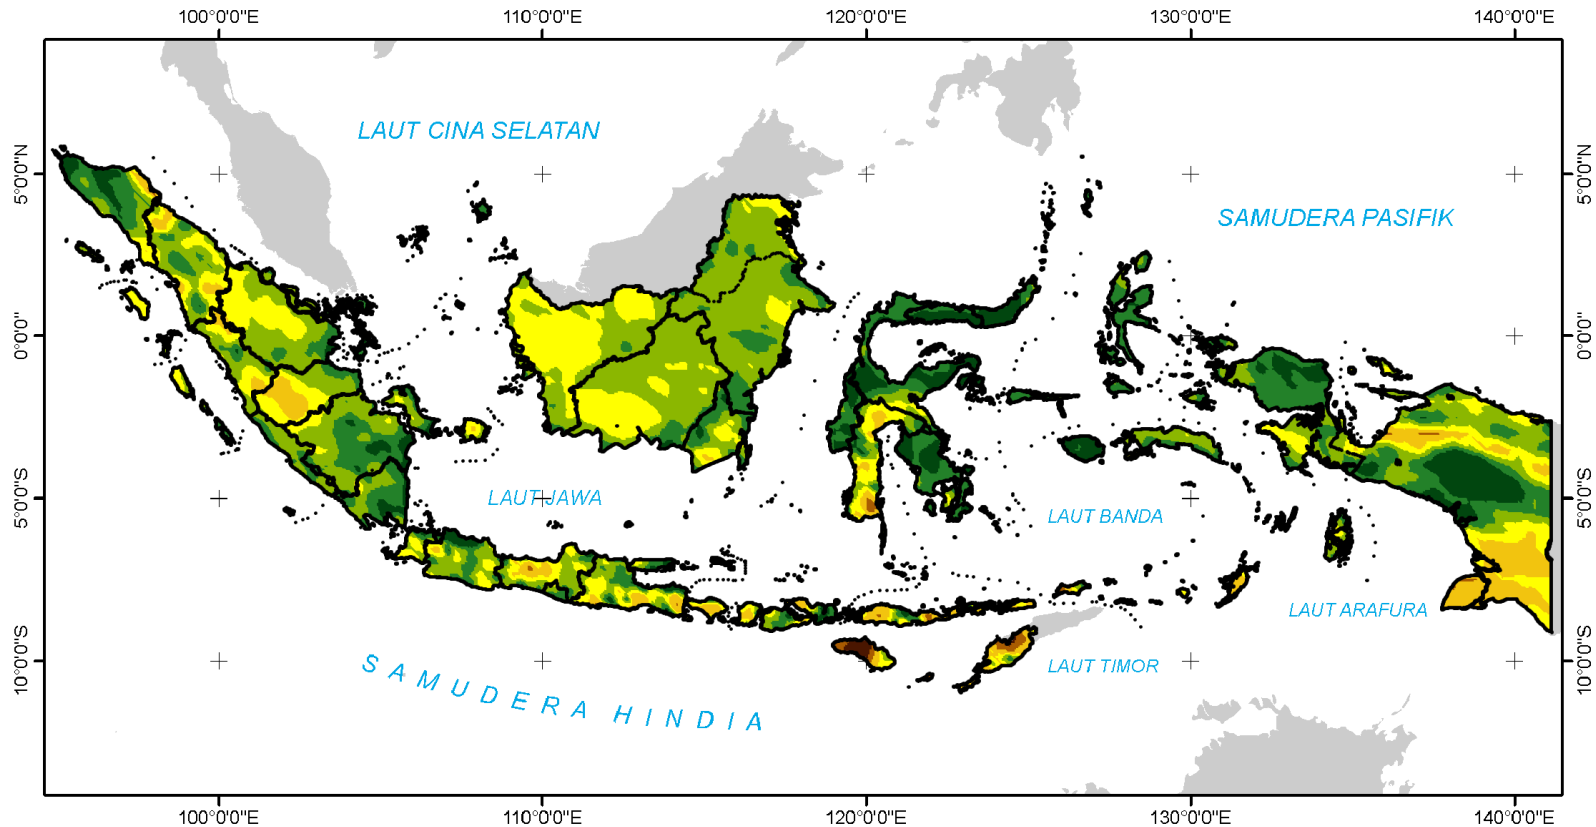 100°0'0"E 110°0'0"E 120°0'0"E 130°0'0"E 140°0'0"E
LAUT CINA SELATAN
5°0'0"N 5°0'0"N
SAMUDERA PASIFIK
0°0'0" 0°0'0"
LAUT JAWA
5°0'0"S 5°0'0"S
LAUT BANDA
LAUT ARAFURA
10°0'0"S 10°0'0"S
LAUT TIMOR
SAMUDERA HINDIA
100°0'0"E 110°0'0"E 120°0'0"E 130°0'0"E 140°0'0"E